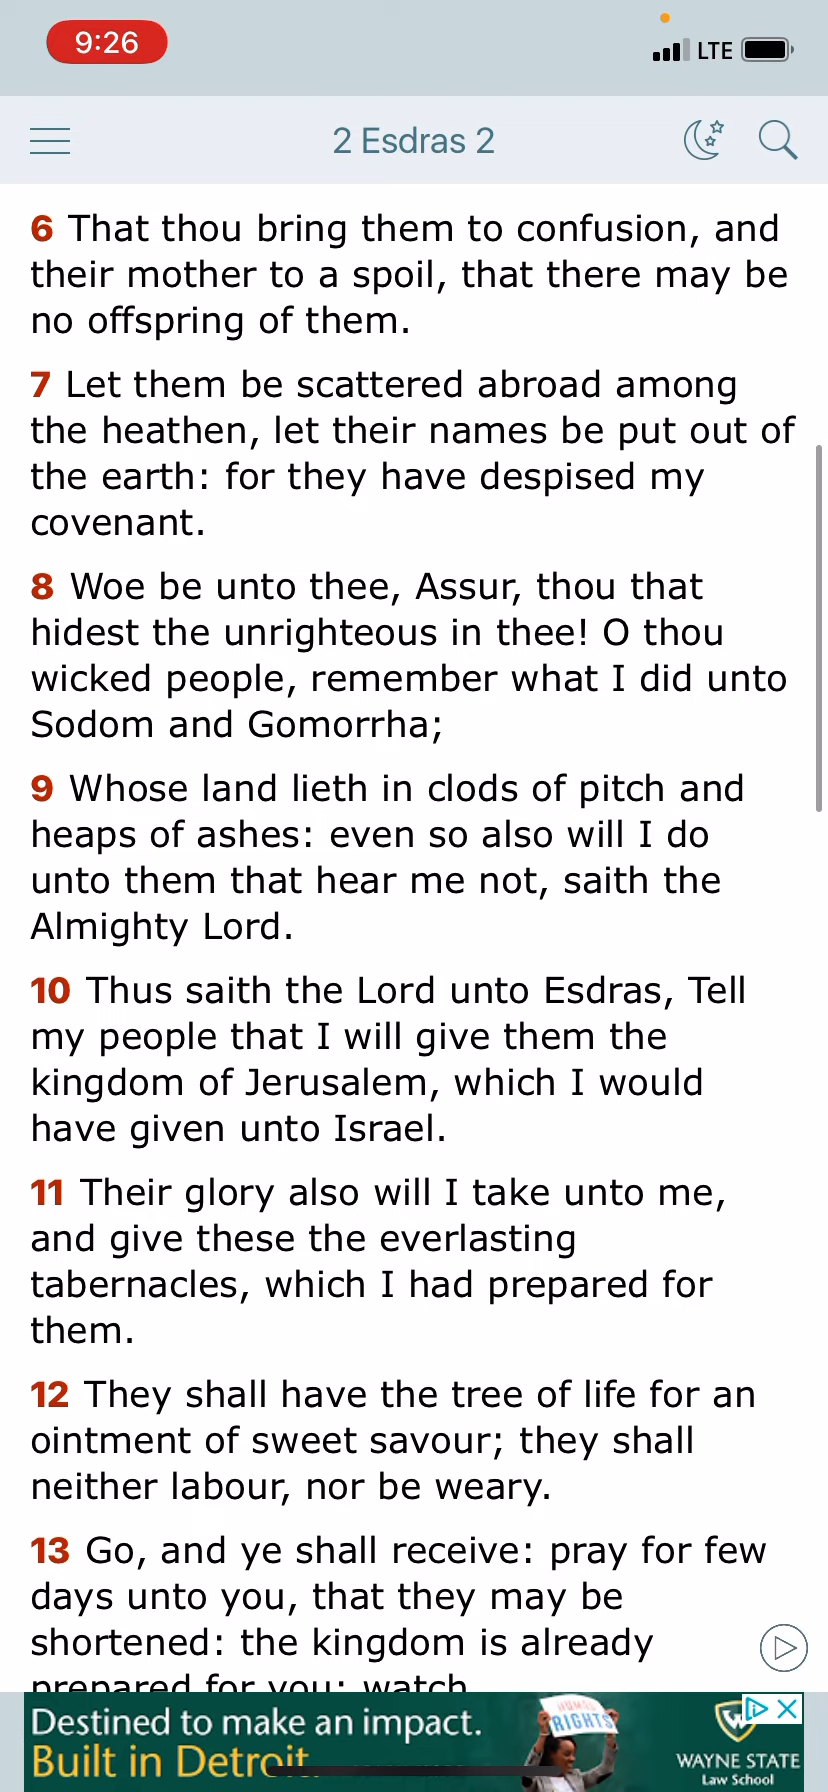 9:26
LTE
2 Esdras 2
6 That thou bring them to confusion, and
their mother to a spoil, that there may be
no offspring of them.
7 Let them be scattered abroad among
the heathen, let their names be put out of
the earth: for they have despised my
covenant.
8 Woe be unto thee, Assur, thou that
hidest the unrighteous in thee! O thou
wicked people, remember what I did unto
Sodom and Gomorrha;
9 Whose land lieth in clods of pitch and
heaps of ashes: even so also will I do
unto them that hear me not, saith the
Almighty Lord.
10 Thus saith the Lord unto Esdras, Tell
my people that I will give them the
kingdom of Jerusalem, which I would
have given unto Israel.
11 Their glory also will I take unto me,
and give these the everlasting
tabernacles, which I had prepared for
them.
12 They shall have the tree of life for an
ointment of sweet savour; they shall
neither labour, nor be weary.
13 Go, and ye shall receive: pray for few
days unto you, that they may be
shortened: the kingdom is already
prepared for you: watch
Destined to make an impact.
Built in Detroit.
HUMAN
RIGHTS
W
WAYNE STATE
Law School